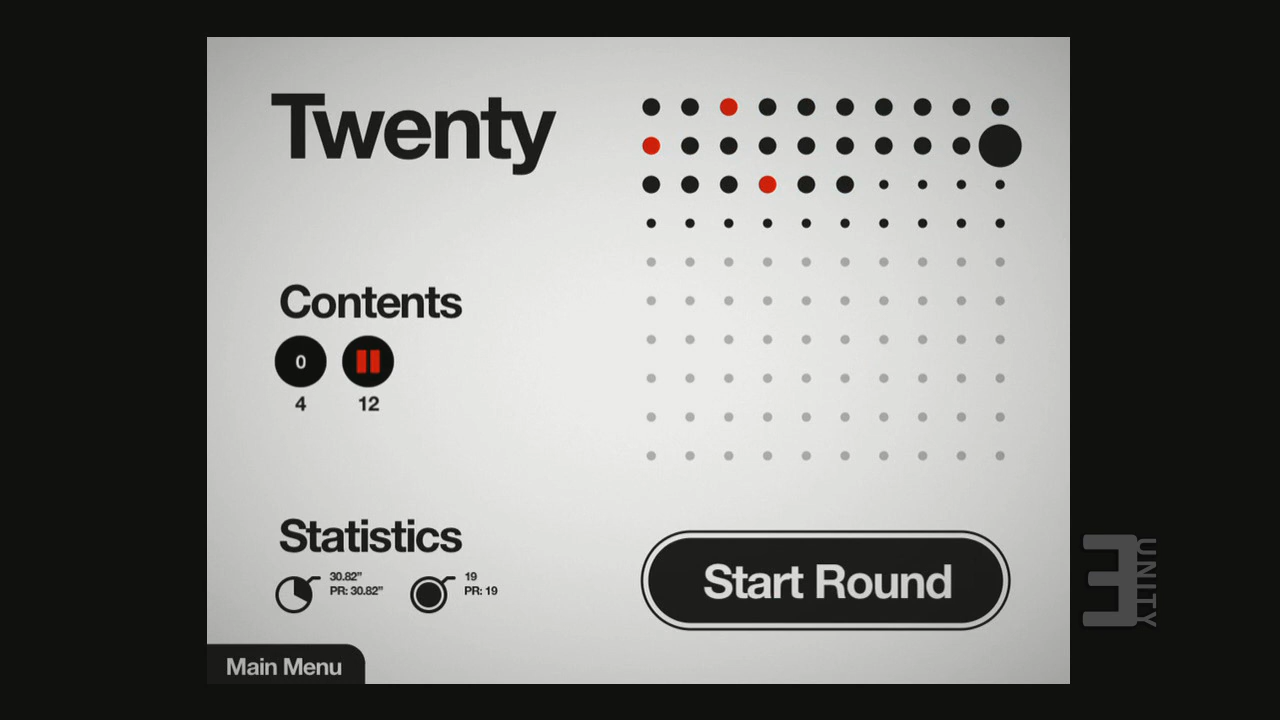 Twenty
Contents
0
4
12
Statistics
30.82”
PR: 30.82”
19
PR: 19
Start Round
Main Menu
UNITY